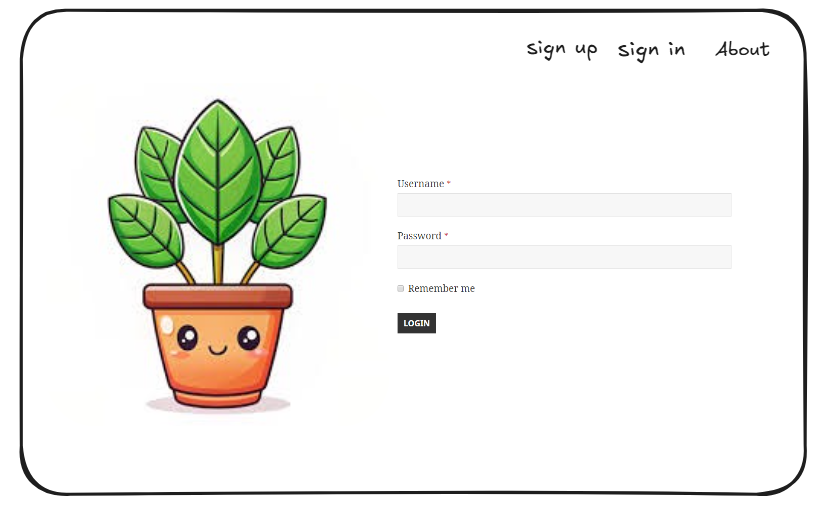 sign up sign in About
Username *
Password *
Remember me
LOGIN